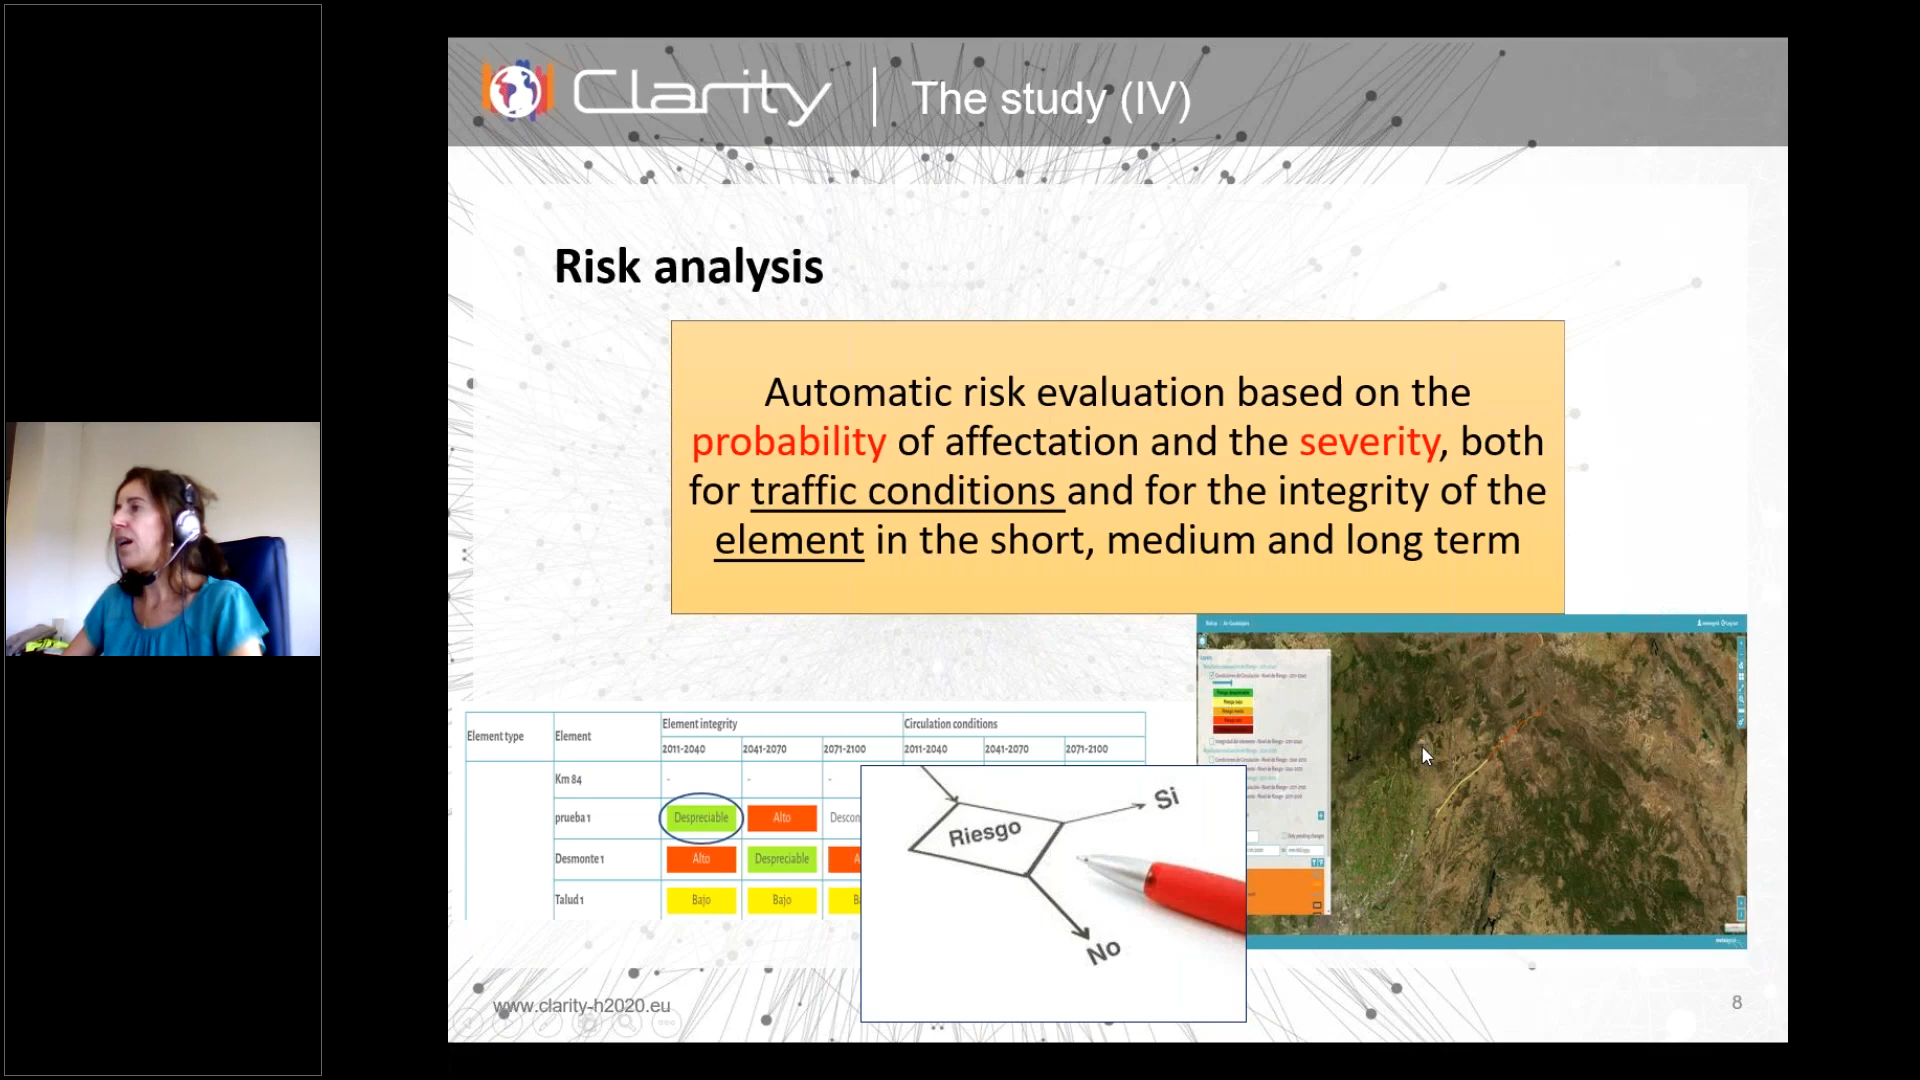 Clarity | The study (IV)
Risk analysis
Automatic risk evaluation based on the
probability of affectation and the severity, both
for traffic conditions and for the integrity of the
element in the short, medium and long term
Element type Element Element integrity Circulation conditions
2011-2040 2041-2070 2071-2100 2011-2040 2041-2070 2071-2100
Km 84 - - -
prueba 1 Despreciable Alto Descon
Desmonte 1 Alto Despreciable A
Talud 1 Bajo Bajo B
Riesgo
Si
No
www.clarity-h2020.eu
8